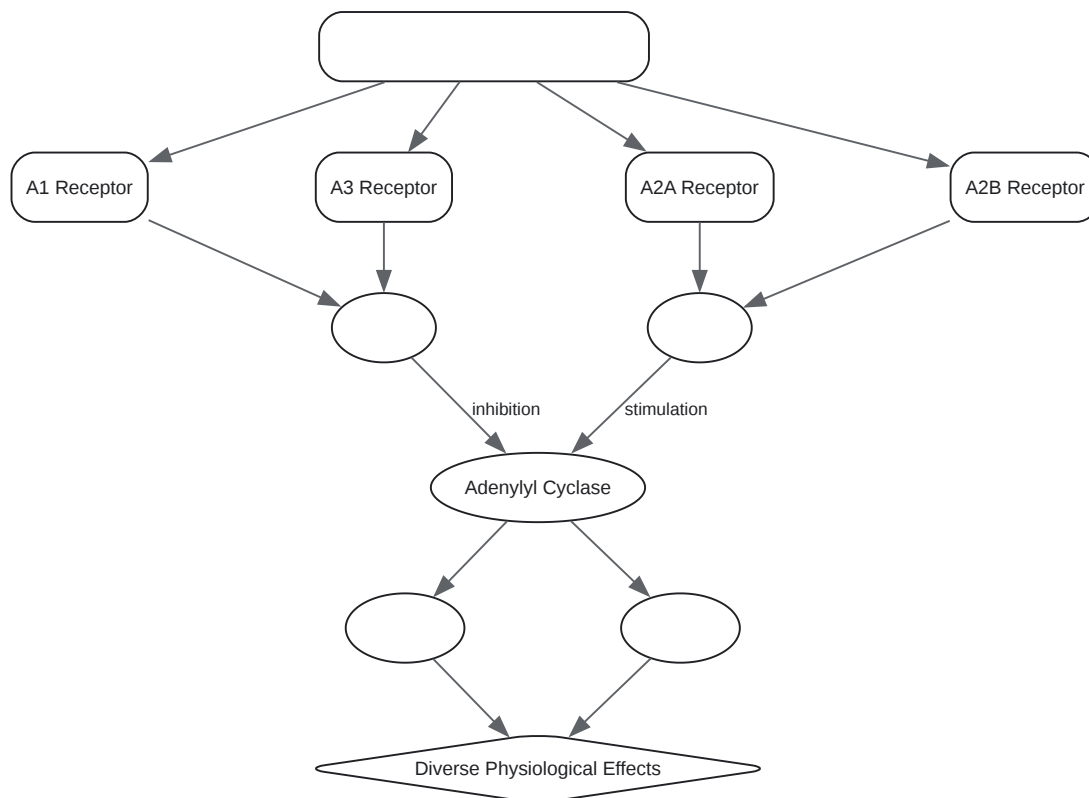 A1 Receptor
A3 Receptor
A2A Receptor
A2B Receptor
inhibition
stimulation
Adenylyl Cyclase
Diverse Physiological Effects